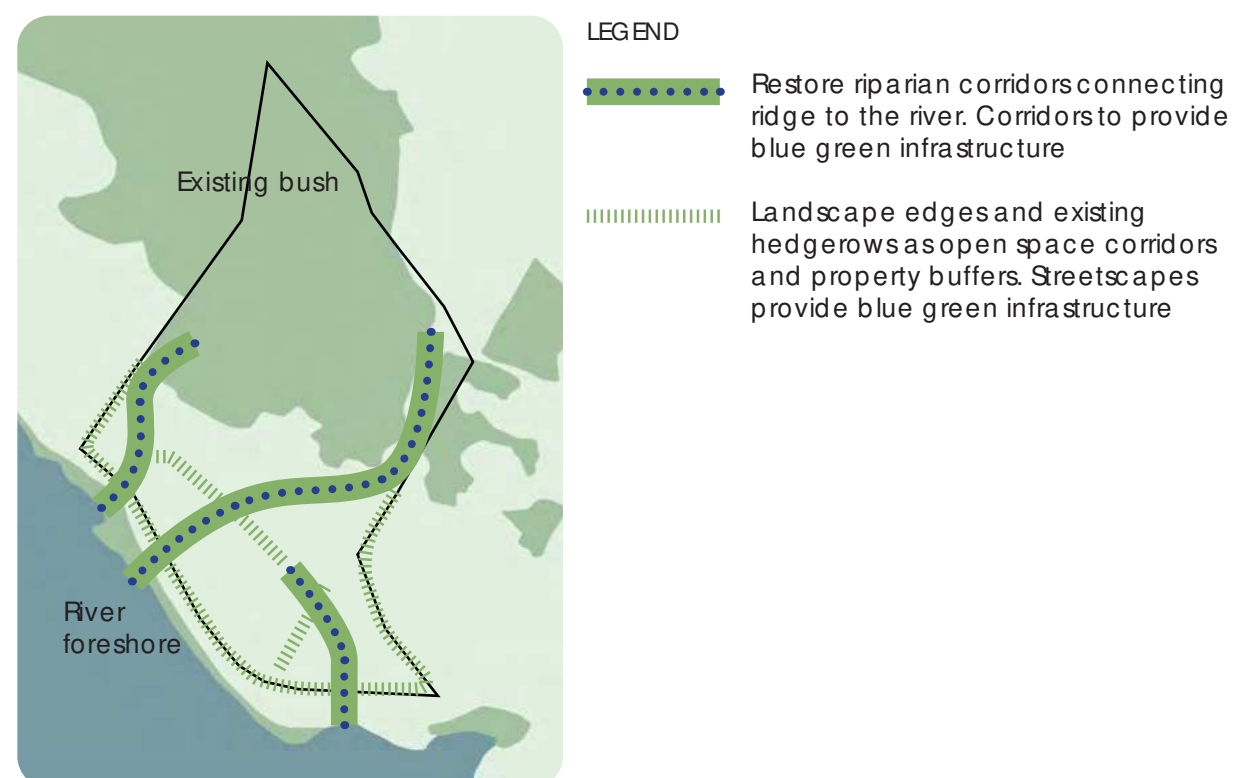 LEGEND
Restore riparian corridors connecting
ridge to the river. Corridors to provide
blue green infrastructure
Landscape edges and existing
hedgerows as open space corridors
and property buffers. Streetscapes
provide blue green infrastructure
Existing bush
River
foreshore